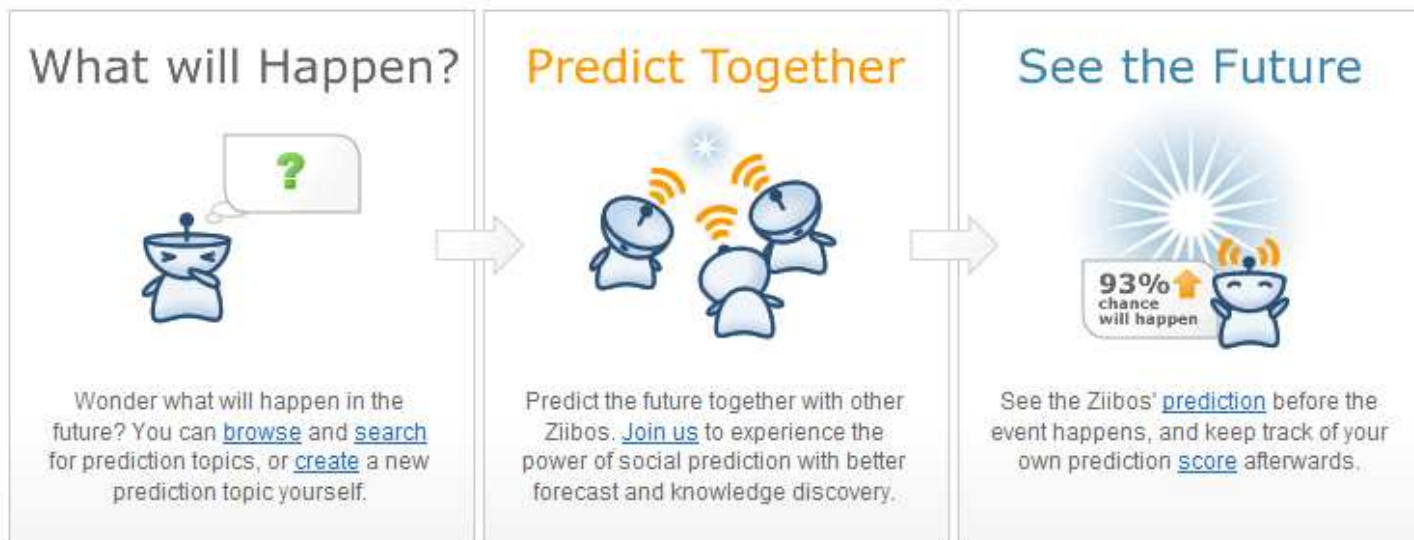 What will Happen?
?
Wonder what will happen in the
future? You can browse and search
for prediction topics, or create a new
prediction topic yourself.
Predict Together
Predict the future together with other
Ziibos. Join us to experience the
power of social prediction with better
forecast and knowledge discovery.
See the Future
93%
chance
will happen
See the Ziibos' prediction before the
event happens, and keep track of your
own prediction score afterwards.